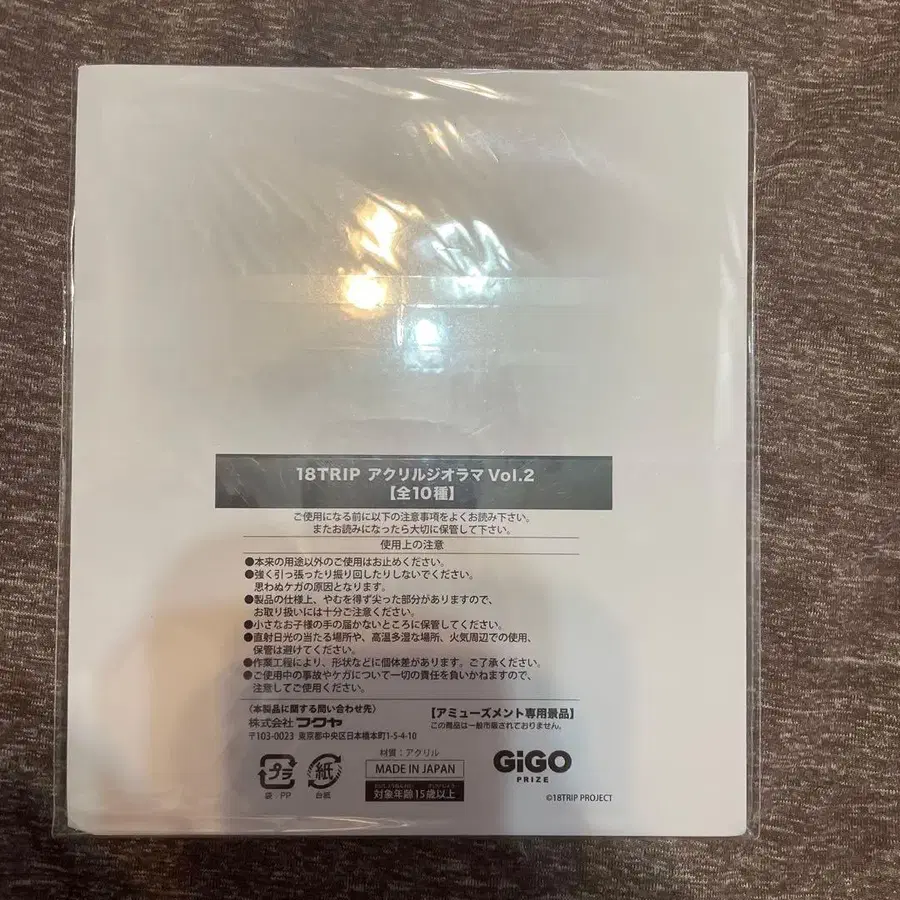 18TRIP アクリルジオラマ Vol.2
【全10種】
ご使用になる前に以下の注意事項をよくお読み下さい。
またお読みになったら大切に保管して下さい。
使用上の注意
●本来の用途以外のご使用はお止めください。
●強く引っ張ったり振り回したりしないでください。
思わぬケガの原因となります。
●製品の仕様上、やむを得ず尖った部分がありますので、
お取り扱いには十分ご注意ください。
●小さなお子様の手の届かないところに保管してください。
●直射日光の当たる場所や、高温多湿な場所、火気周辺での使用、
保管は避けてください。
●作業工程により、形状などに個体差があります。ご了承ください。
●ご使用中の事故やケガについて一切の責任を負いかねますので、
注意してご使用ください。
〈本製品に関する問い合わせ先〉
株式会社 フクヤ
〒103-0023 東京都中央区日本橋本町1-5-4-10
【アミューズメント専用景品】
この商品は一般市販されておりません。
材質：アクリル
プラ
袋：PP
紙
台紙
MADE IN JAPAN
対象年齢15歳以上
GiGO
PRIZE
©18TRIP PROJECT